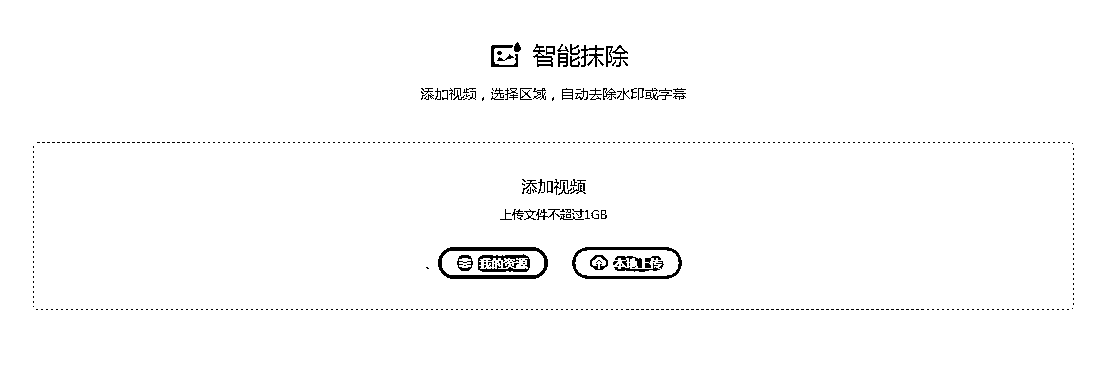 智能抹除
添加视频，选择区域，自动去除水印或字幕
添加视频
上传文件不超过1GB
我的资源
本地上传